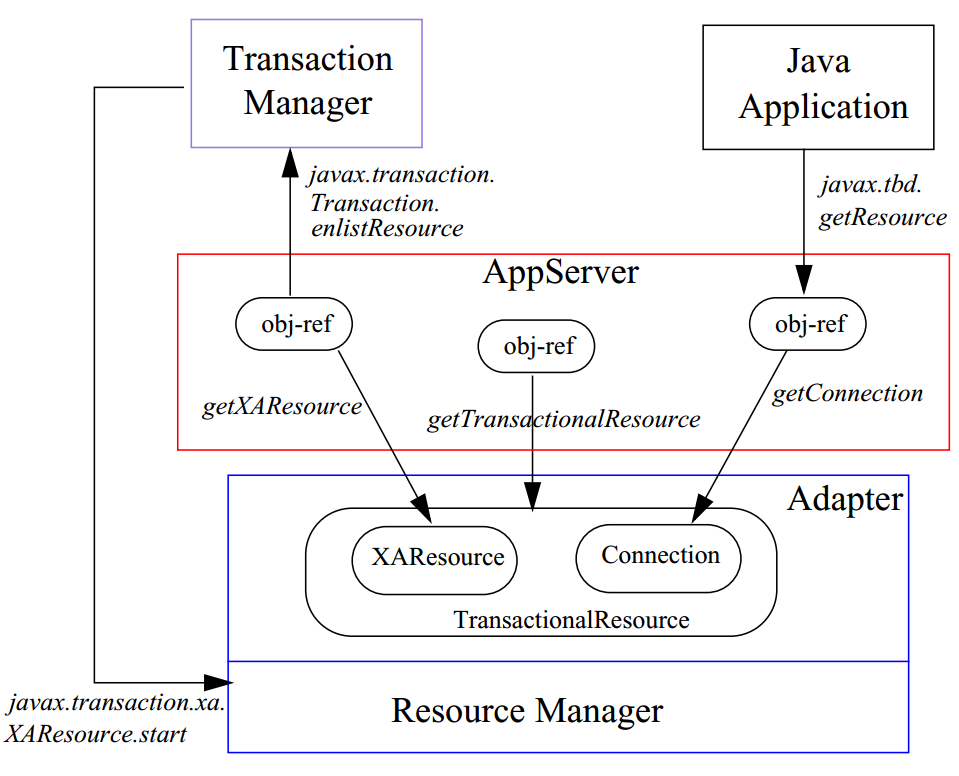 Transaction
Manager
Java
Application
javax.transaction.
Transaction.
enlistResource
javax.tbd.
getResource
AppServer
obj-ref
obj-ref
obj-ref
getXAResource
getTransactionalResource
getConnection
Adapter
XAResource
Connection
TransactionalResource
javax.transaction.xa.
XAResource.start
Resource Manager